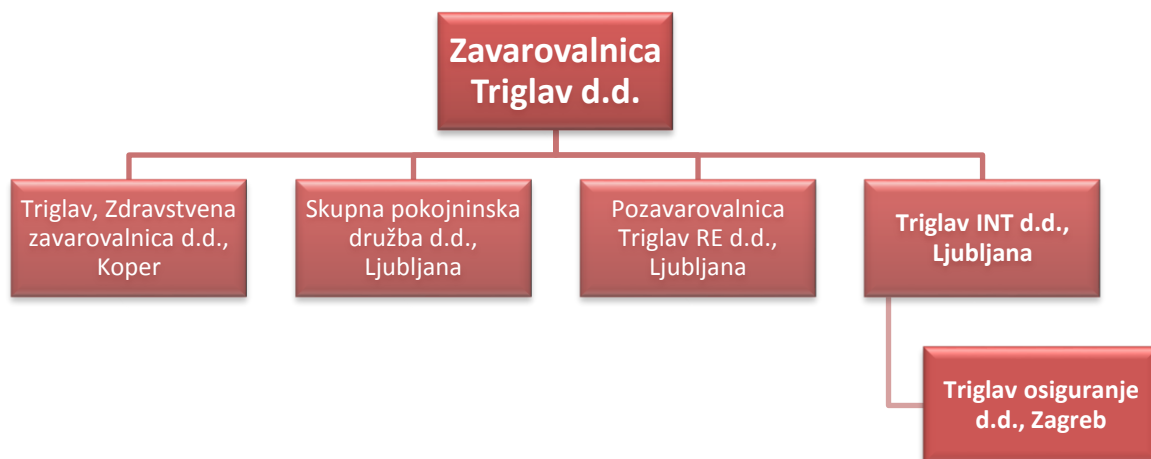 Zavarovalnica
Triglav d.d.
Triglav, Zdravstvena
zavarovalnica d.d.,
Koper
Skupna pokojninska
družba d.d.,
Ljubljana
Pozavarovalnica
Triglav RE d.d.,
Ljubljana
Triglav INT d.d.,
Ljubljana
Triglav osiguranje
d.d., Zagreb